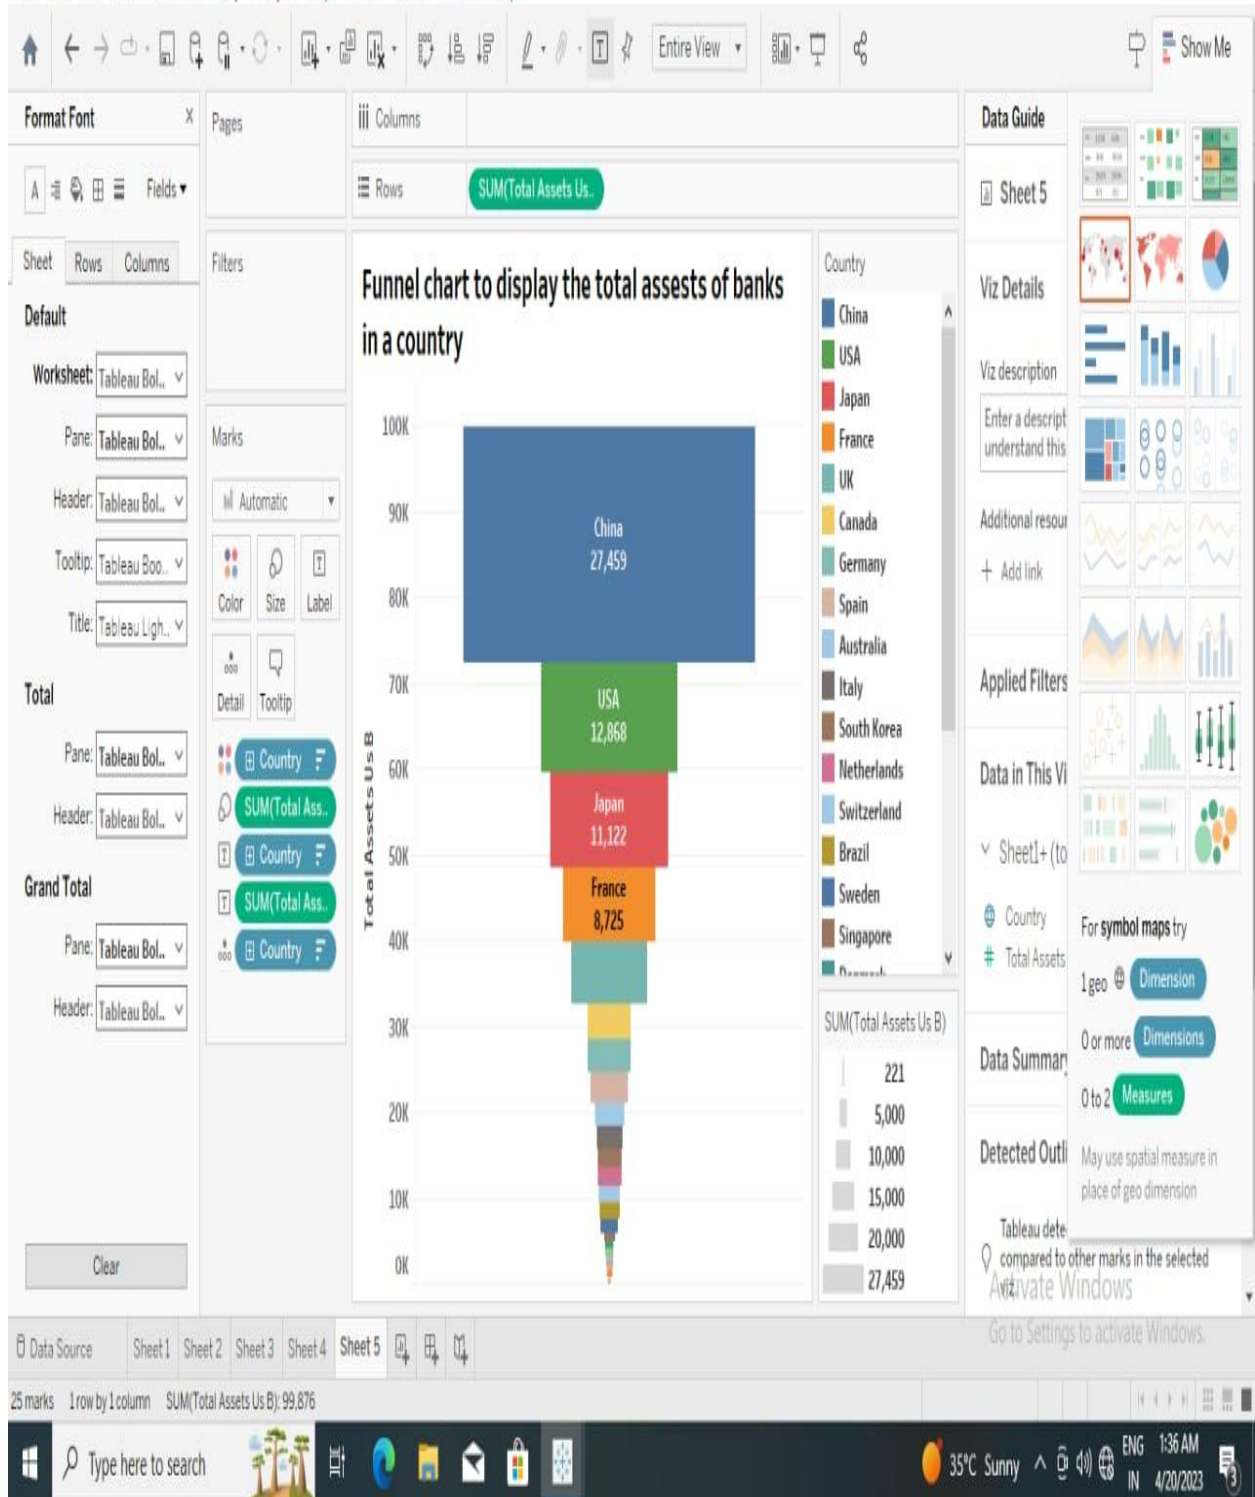 Entire View
Show Me
Format Font X
Fields
Sheet Rows Columns
Default
Worksheet: Tableau Bol..
Pane: Tableau Bol..
Header: Tableau Bol..
Tooltip: Tableau Boo..
Title: Tableau Ligh..
Total
Pane: Tableau Bol..
Header: Tableau Bol..
Grand Total
Pane: Tableau Bol..
Header: Tableau Bol..
Clear
Pages
Filters
Marks
Automatic
Color Size Label
Detail Tooltip
Country
SUM(Total Ass..
Country
SUM(Total Ass..
Country
Columns
Rows SUM(Total Assets Us..
Funnel chart to display the total assests of banks
in a country
Total Assets Us B
100K
90K
80K
70K
60K
50K
40K
30K
20K
10K
0K
China
27,459
USA
12,868
Japan
11,122
France
8,725
Country
China
USA
Japan
France
UK
Canada
Germany
Spain
Australia
Italy
South Korea
Netherlands
Switzerland
Brazil
Sweden
Singapore
SUM(Total Assets Us B)
221
5,000
10,000
15,000
20,000
27,459
Data Guide
Sheet 5
Viz Details
Viz description
Enter a descript
understand this
Additional resour
+ Add link
Applied Filters
Data in This Vi
Sheet1+ (to
Country
Total Assets
Data Summary
Detected Outli
Tableau dete
compared to other marks in the selected
viz.
For symbol maps try
1 geo Dimension
0 or more Dimensions
0 to 2 Measures
May use spatial measure in
place of geo dimension
Activate Windows
Go to Settings to activate Windows.
Data Source Sheet 1 Sheet 2 Sheet 3 Sheet 4 Sheet 5
25 marks 1 row by 1 column SUM(Total Assets Us B): 99,876
Type here to search
35°C Sunny
ENG
IN
1:36 AM
4/20/2023
3